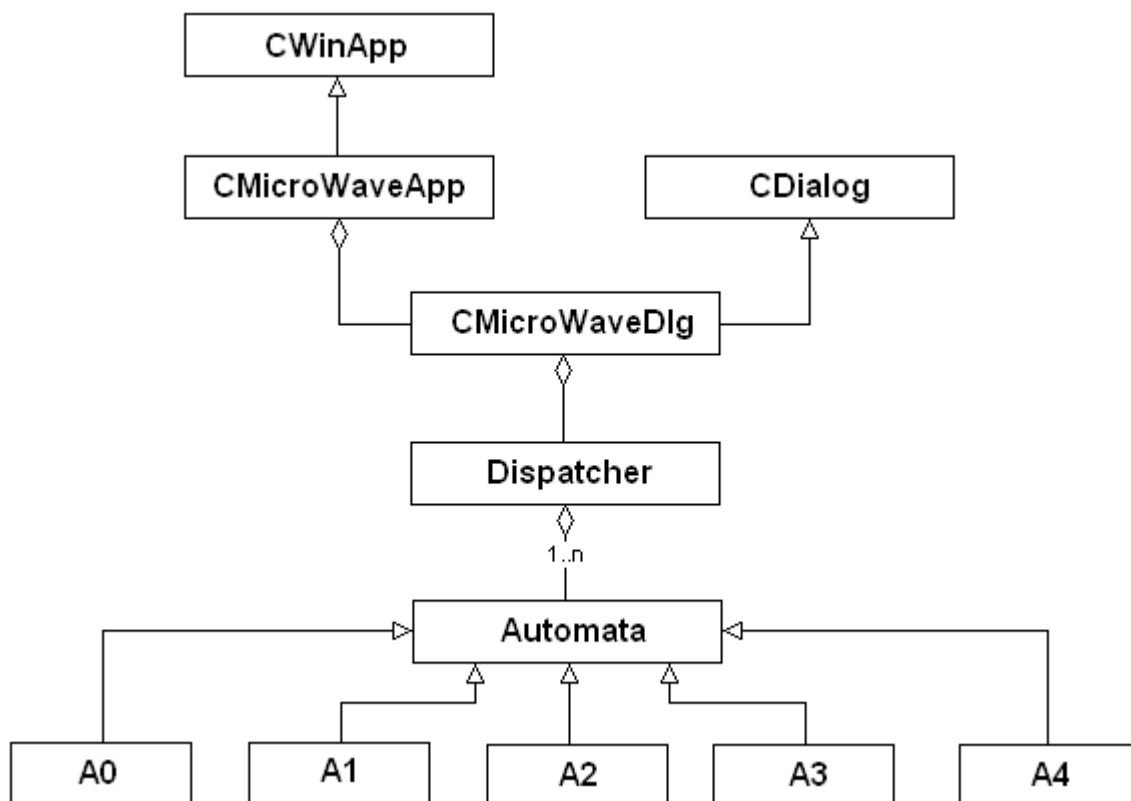 CWinApp
CMicroWaveApp
CDialog
CMicroWaveDlg
Dispatcher
1..n
Automata
A0
A1
A2
A3
A4